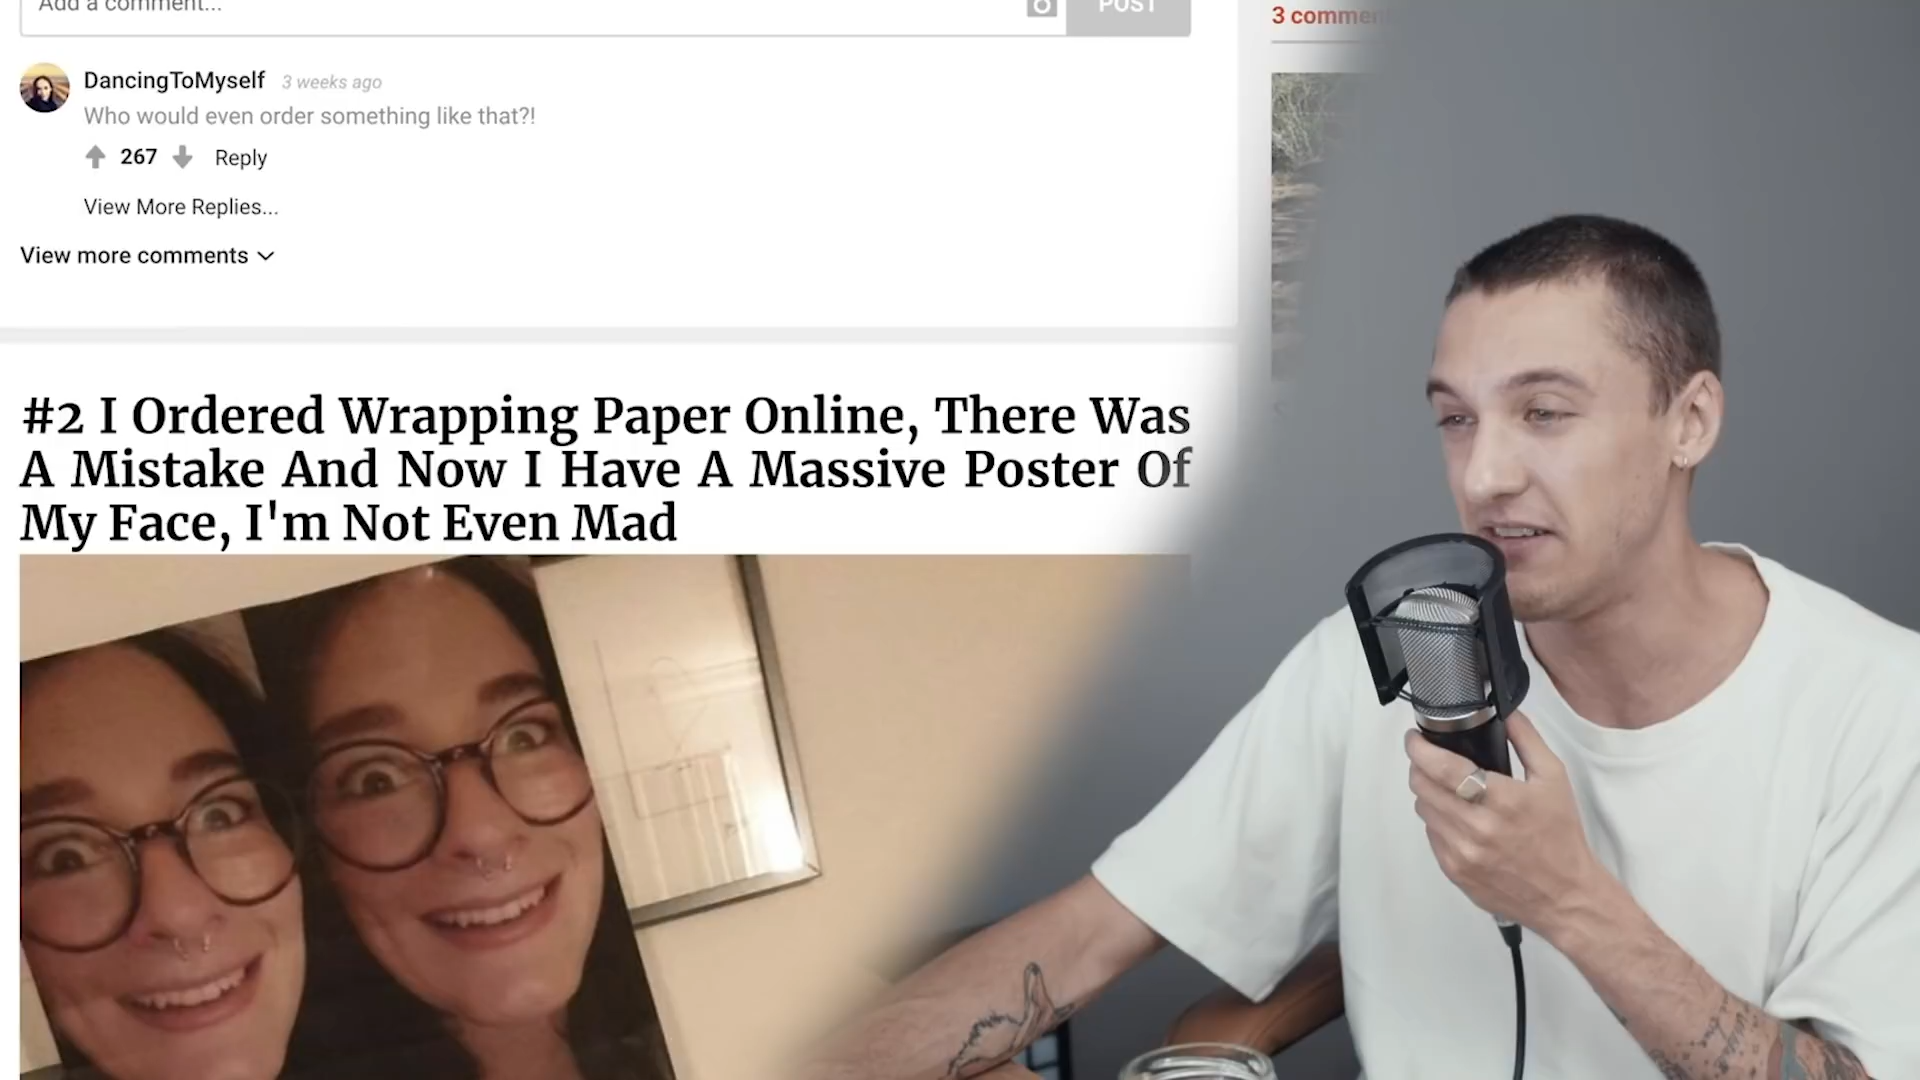 Add a comment...
POST
3 commen
DancingToMyself 3 weeks ago
Who would even order something like that?!
267 Reply
View More Replies...
View more comments
#2 I Ordered Wrapping Paper Online, There Was
A Mistake And Now I Have A Massive Poster Of
My Face, I'm Not Even Mad